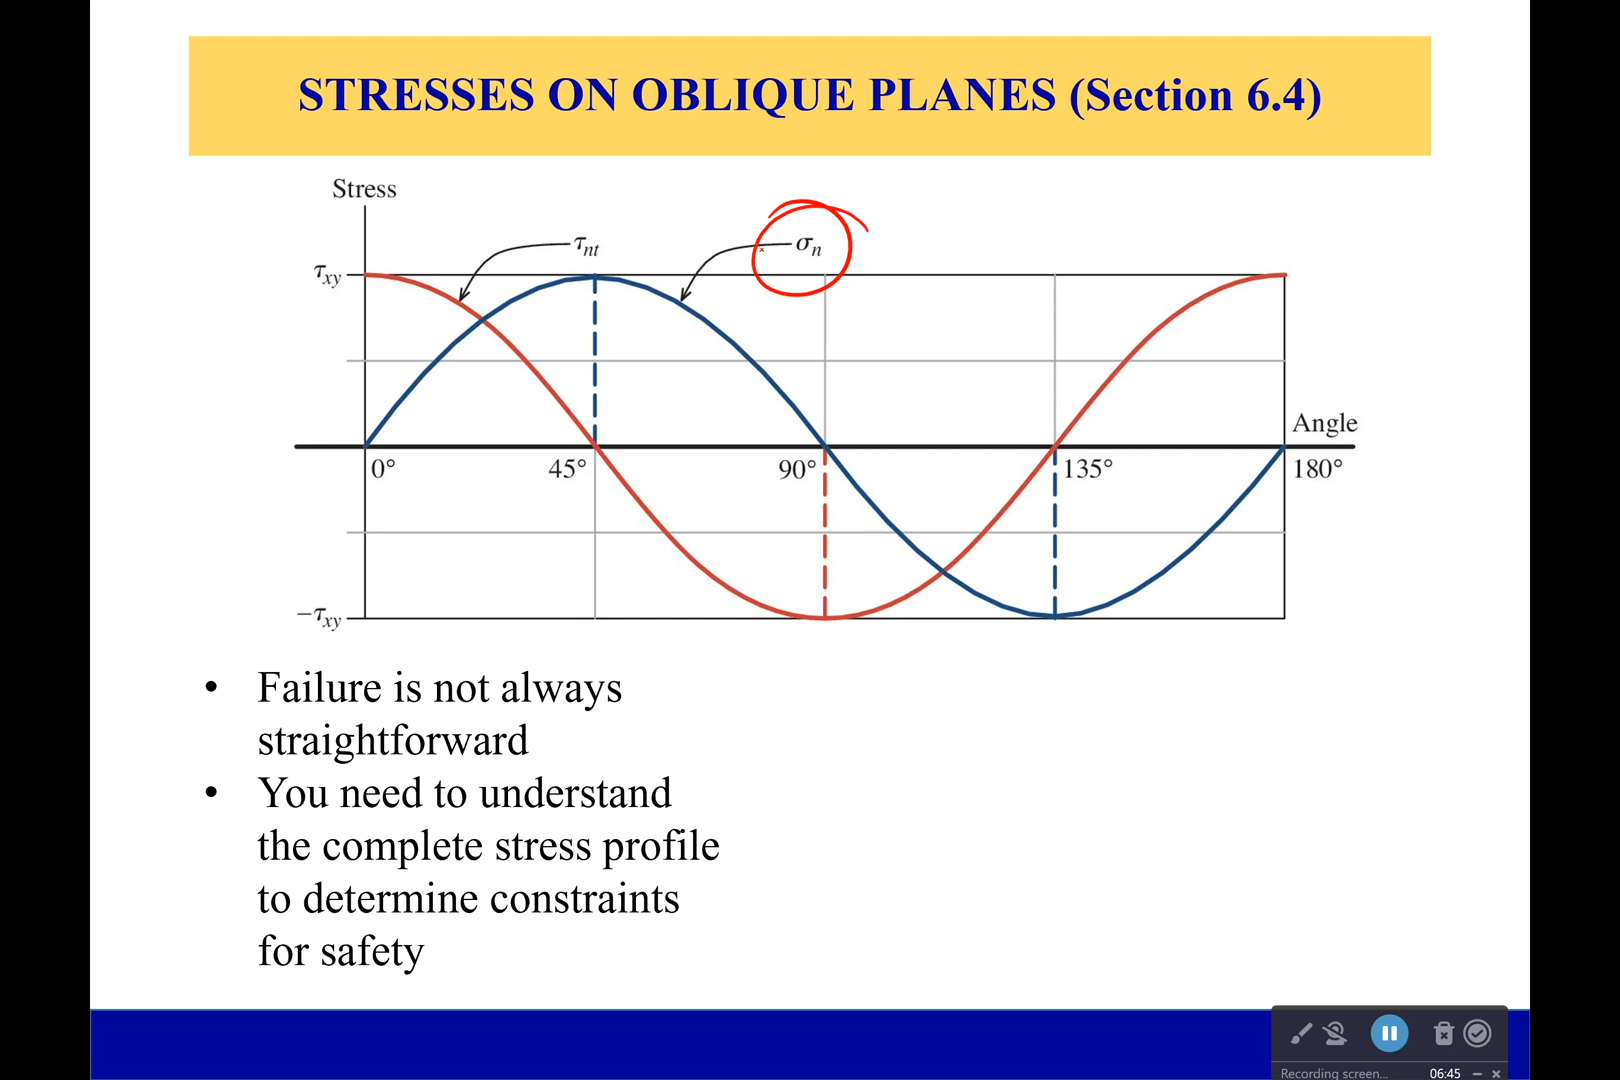 STRESSES ON OBLIQUE PLANES (Section 6.4)
Stress
τnt
σn
τxy
Angle
0°
45°
90°
135°
180°
−τxy
• Failure is not always
straightforward
• You need to understand
the complete stress profile
to determine constraints
for safety
Recording screen...
06:45